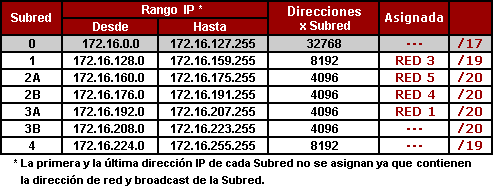 Subred Rango IP * Direcciones x Subred Asignada
Desde Hasta
0 172.16.0.0 172.16.127.255 32768 --- /17
1 172.16.128.0 172.16.159.255 8192 RED 3 /19
2A 172.16.160.0 172.16.175.255 4096 RED 5 /20
2B 172.16.176.0 172.16.191.255 4096 RED 4 /20
3A 172.16.192.0 172.16.207.255 4096 RED 1 /20
3B 172.16.208.0 172.16.223.255 4096 --- /20
4 172.16.224.0 172.16.255.255 8192 --- /19
* La primera y la última dirección IP de cada Subred no se asignan ya que contienen
la dirección de red y broadcast de la Subred.